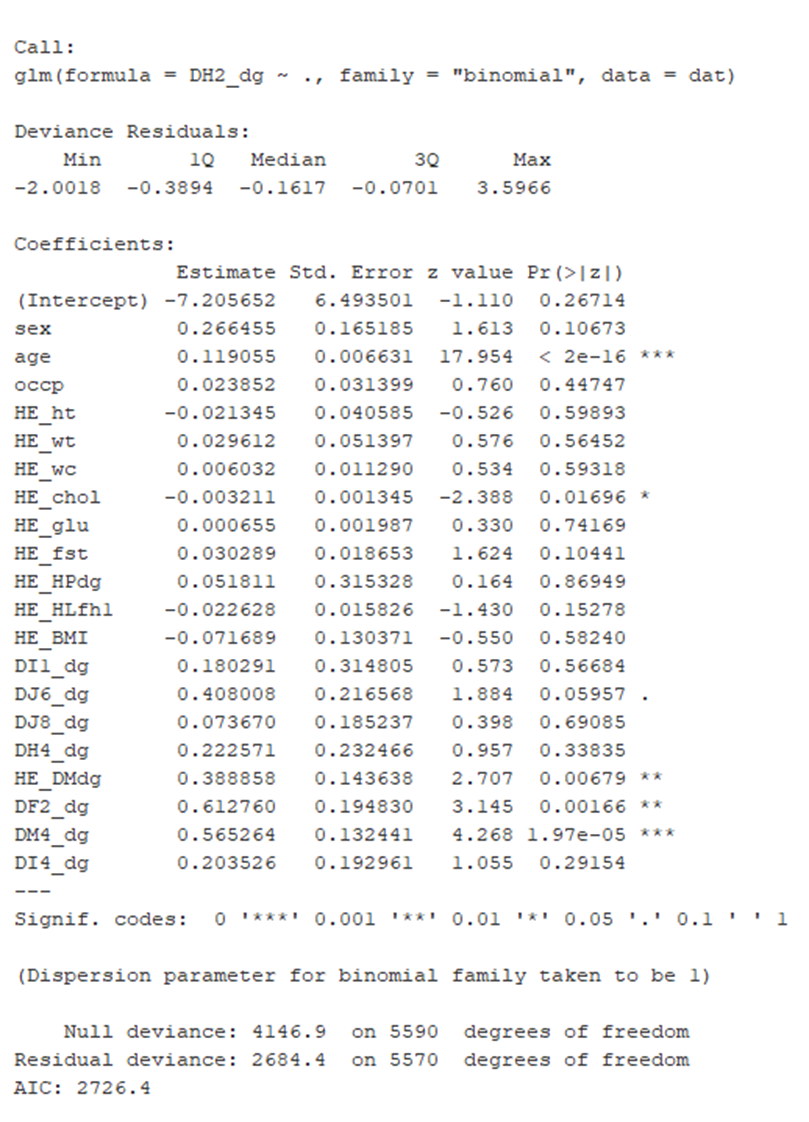 Call:
glm(formula = DH2_dg ~ ., family = "binomial", data = dat)
Deviance Residuals:
    Min       1Q   Median       3Q      Max
-2.0018  -0.3894  -0.1617  -0.0701   3.5966
Coefficients:
             Estimate Std. Error z value Pr(>|z|)
(Intercept) -7.205652   6.493501  -1.110  0.26714
sex          0.266455   0.165185   1.613  0.10673
age          0.119055   0.006631  17.954  < 2e-16 ***
occp         0.023852   0.031399   0.760  0.44747
HE_ht       -0.021345   0.040585  -0.526  0.59893
HE_wt        0.029612   0.051397   0.576  0.56452
HE_wc        0.006032   0.011290   0.534  0.59318
HE_chol     -0.003211   0.001345  -2.388  0.01696 *
HE_glu       0.000655   0.001987   0.330  0.74169
HE_fst       0.030289   0.018653   1.624  0.10441
HE_HPdg      0.051811   0.315328   0.164  0.86949
HE_HLfhl    -0.022628   0.015826  -1.430  0.15278
HE_BMI      -0.071689   0.130371  -0.550  0.58240
DI1_dg       0.180291   0.314805   0.573  0.56684
DJ6_dg       0.408008   0.216568   1.884  0.05957 .
DJ8_dg       0.073670   0.185237   0.398  0.69085
DH4_dg       0.222571   0.232466   0.957  0.33835
HE_DMdg      0.388858   0.143638   2.707  0.00679 **
DF2_dg       0.612760   0.194830   3.145  0.00166 **
DM4_dg       0.565264   0.132441   4.268 1.97e-05 ***
DI4_dg       0.203526   0.192961   1.055  0.29154
---
Signif. codes:  0 '***' 0.001 '**' 0.01 '*' 0.05 '.' 0.1 ' ' 1
(Dispersion parameter for binomial family taken to be 1)
    Null deviance: 4146.9  on 5590  degrees of freedom
Residual deviance: 2684.4  on 5570  degrees of freedom
AIC: 2726.4